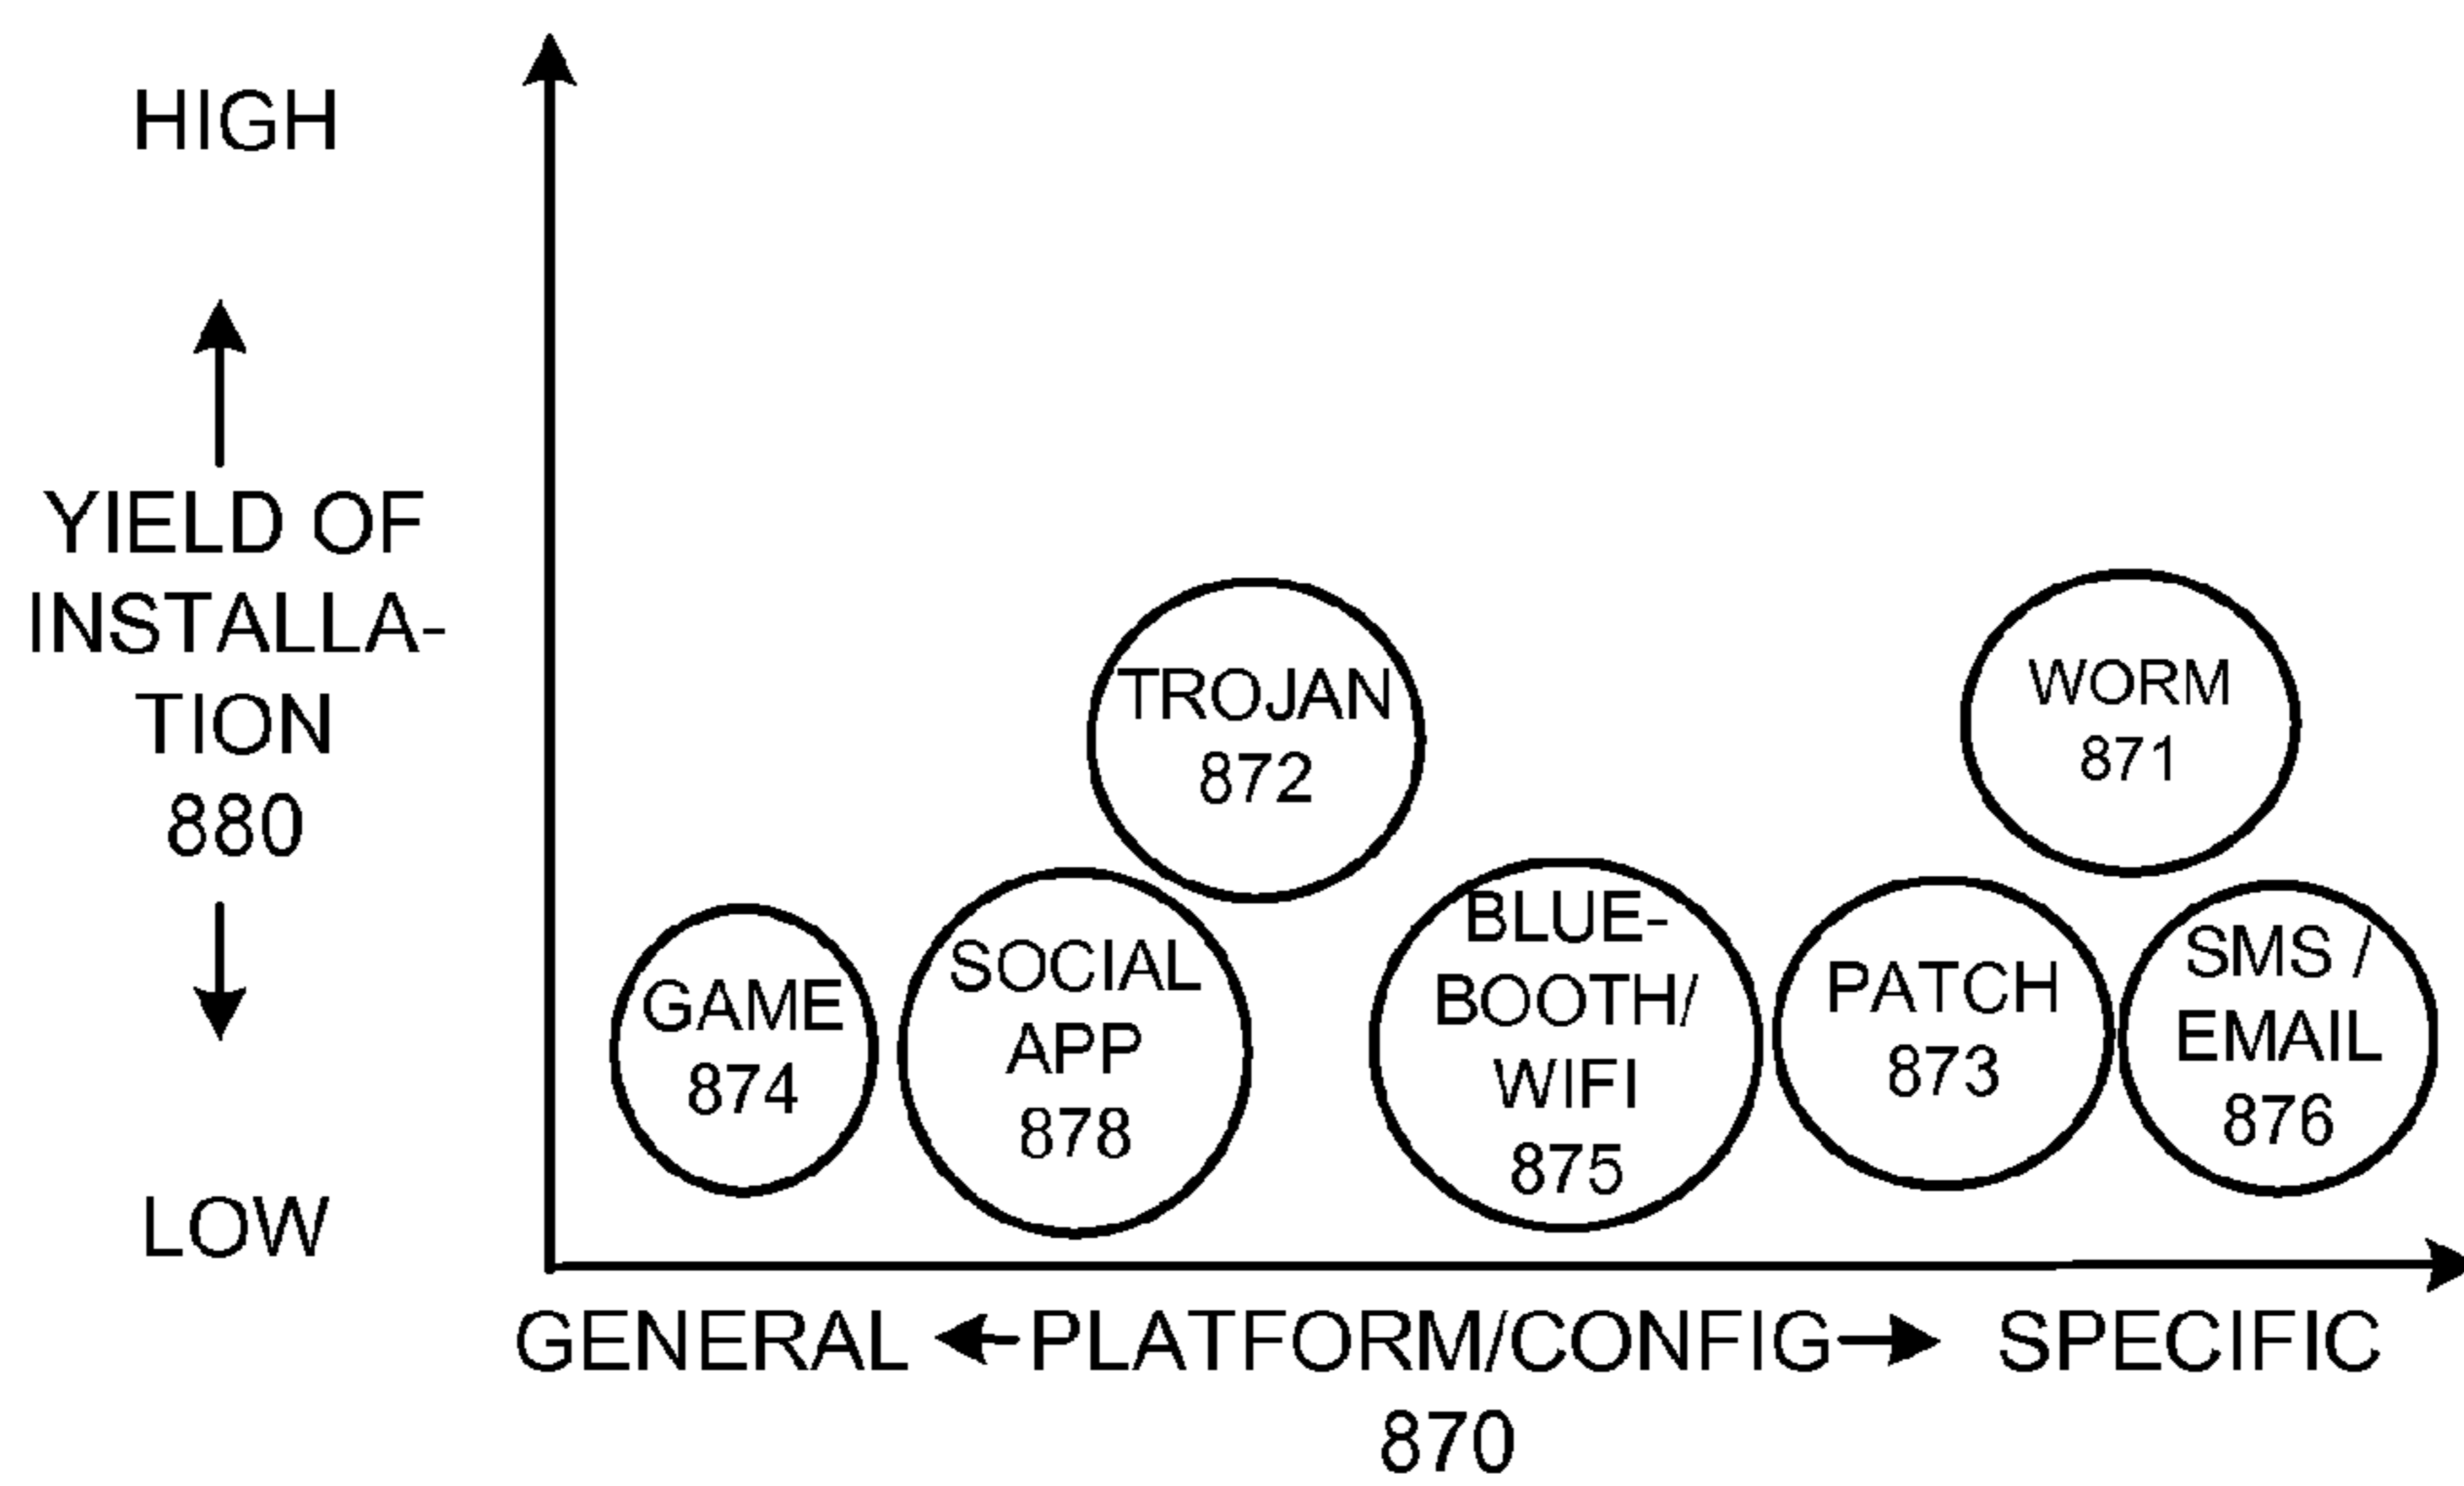 HIGH
YIELD OF
INSTALLA-
TION
880
LOW
TROJAN
872
WORM
871
GAME
874
SOCIAL
APP
878
BLUE-
BOOTH/
WIFI
875
PATCH
873
SMS /
EMAIL
876
GENERAL PLATFORM/CONFIG SPECIFIC
870